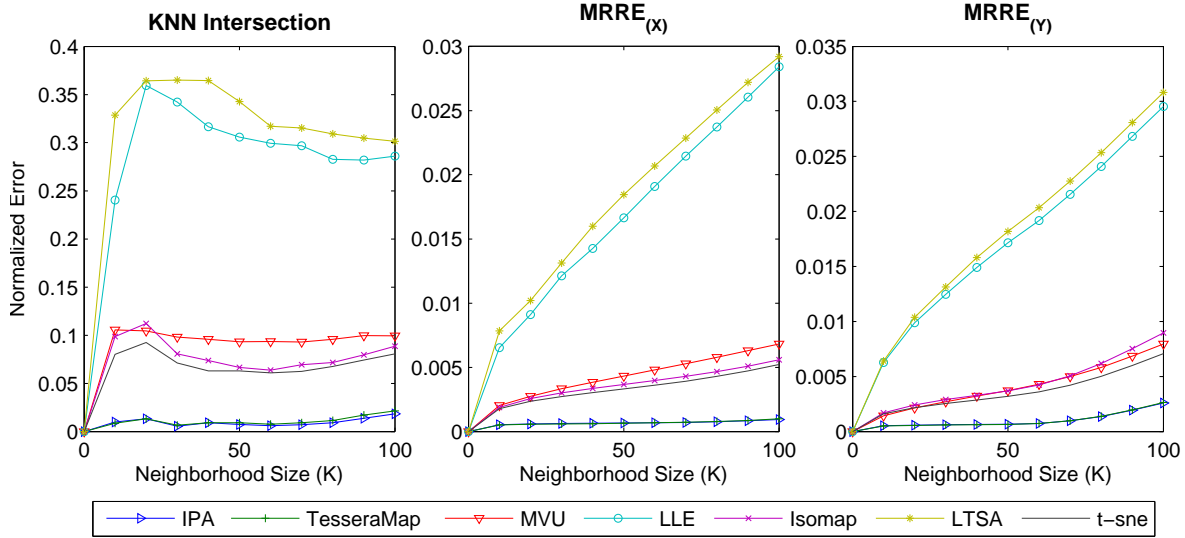 KNN Intersection
MRRE(X)
MRRE(Y)
Normalized Error
0.4
0.35
0.3
0.25
0.2
0.15
0.1
0.05
0
0 50 100
Neighborhood Size (K)
0.03
0.025
0.02
0.015
0.01
0.005
0
0 50 100
Neighborhood Size (K)
0.035
0.03
0.025
0.02
0.015
0.01
0.005
0
0 50 100
Neighborhood Size (K)
IPA TesseraMap MVU LLE Isomap LTSA t-sne